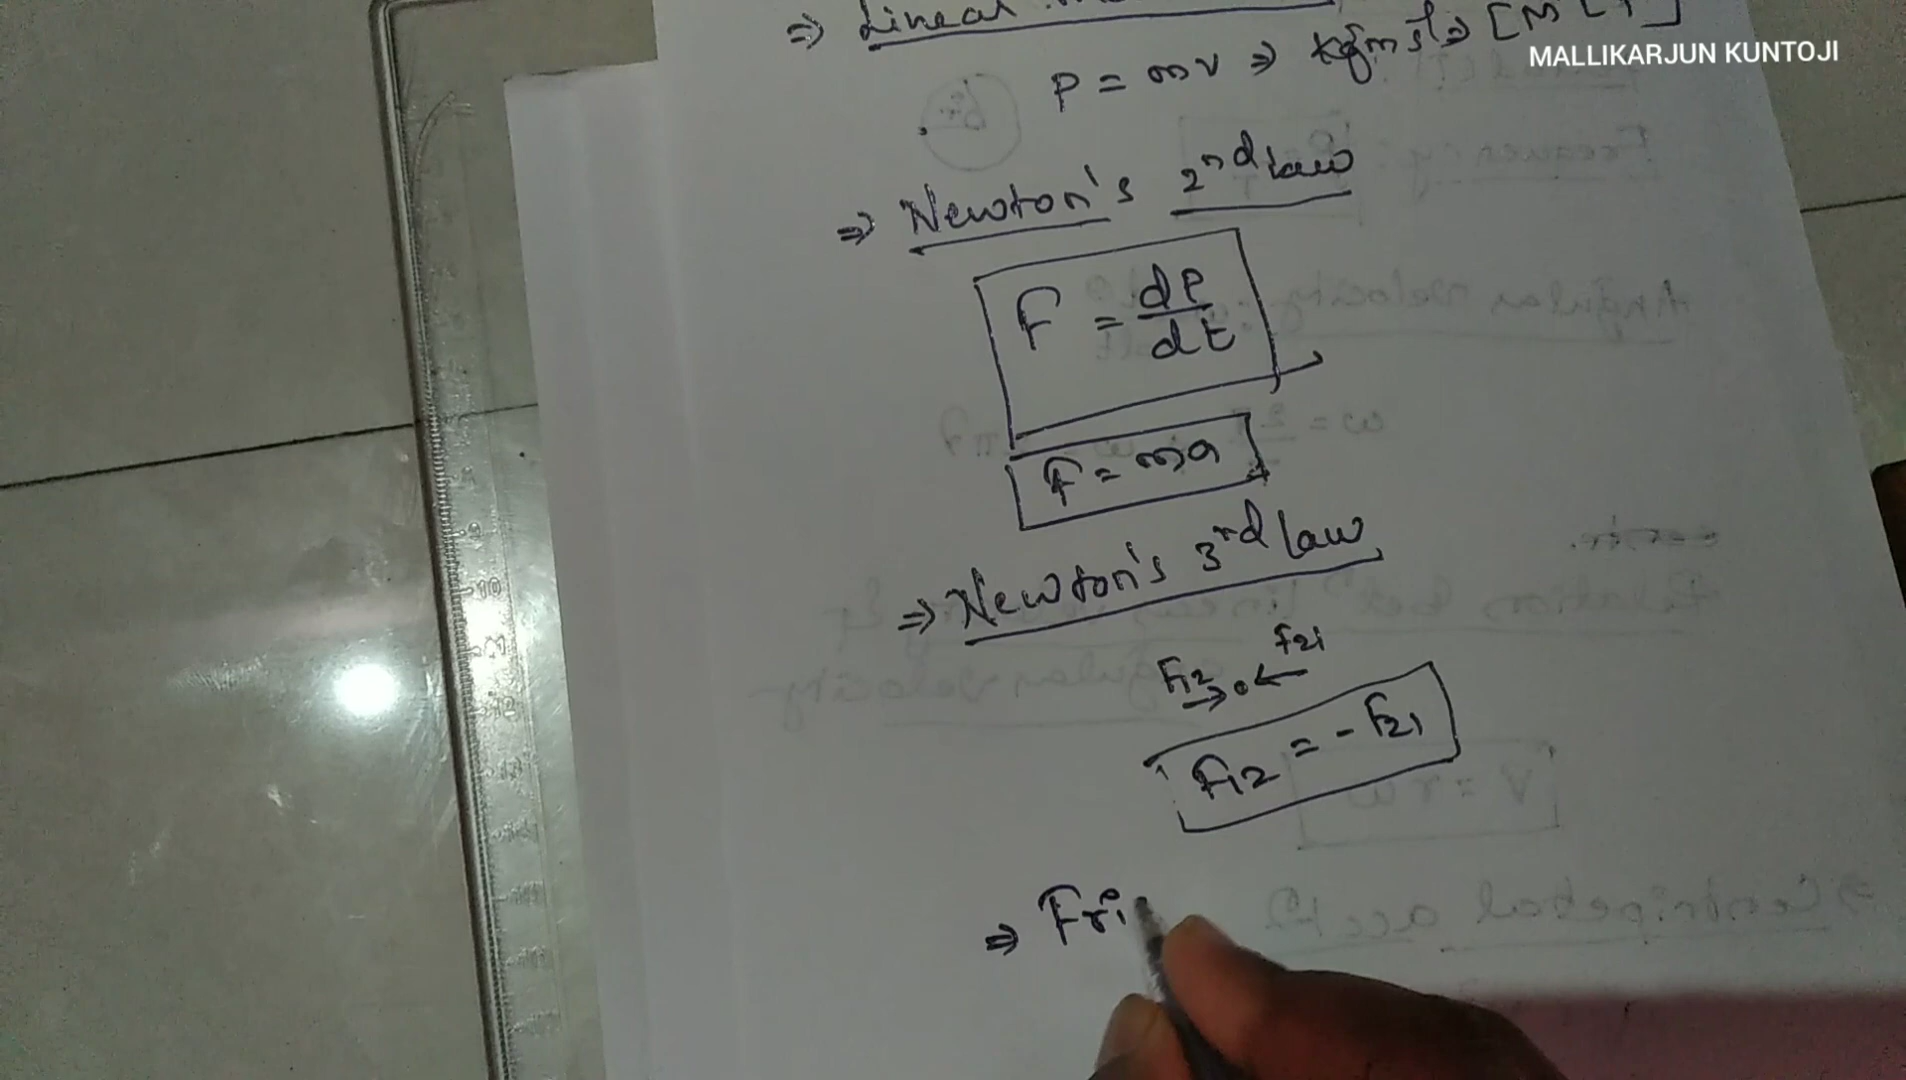 ⇒ Linear
MALLIKARJUN KUNTOJI
P = mv ⇒ kgms⁻¹ ⇒ [M L T
⇒ Newton's 2nd law
F = dP/dt
F = ma
⇒ Newton's 3rd law
F12 → o ← F21
F12 = - F21
⇒ Fri